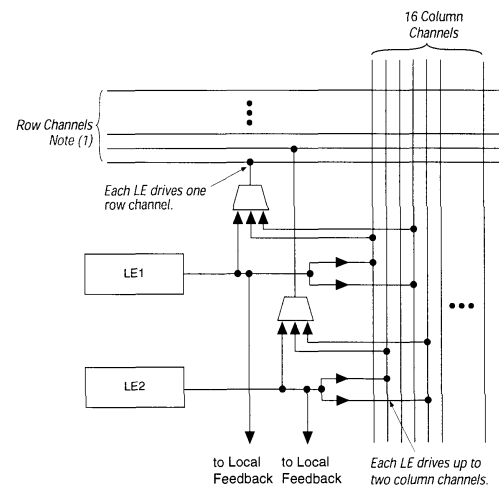 16 Column
Channels
Row Channels
Note (1)
Each LE drives one
row channel.
LE1
LE2
to Local
Feedback
to Local
Feedback
Each LE drives up to
two column channels.